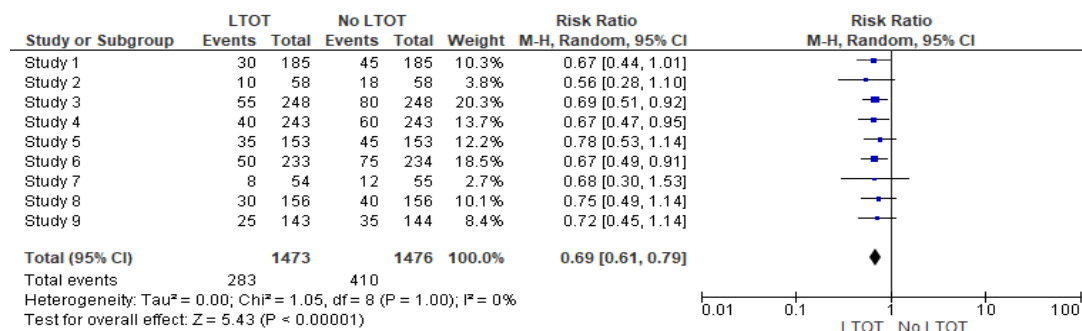 LTOT No LTOT Risk Ratio Risk Ratio
Study or Subgroup Events Total Events Total Weight M-H, Random, 95% CI M-H, Random, 95% CI
Study 1 30 185 45 185 10.3% 0.67 [0.44, 1.01]
Study 2 10 58 18 58 3.8% 0.56 [0.28, 1.10]
Study 3 55 248 80 248 20.3% 0.69 [0.51, 0.92]
Study 4 40 243 60 243 13.7% 0.67 [0.47, 0.95]
Study 5 35 153 45 153 12.2% 0.78 [0.53, 1.14]
Study 6 50 233 75 234 18.5% 0.67 [0.49, 0.91]
Study 7 8 54 12 55 2.7% 0.68 [0.30, 1.53]
Study 8 30 156 40 156 10.1% 0.75 [0.49, 1.14]
Study 9 25 143 35 144 8.4% 0.72 [0.45, 1.14]
Total (95% CI) 1473 1476 100.0% 0.69 [0.61, 0.79]
Total events 283 410
Heterogeneity: Tau² = 0.00; Chi² = 1.05, df = 8 (P = 1.00); I² = 0%
Test for overall effect: Z = 5.43 (P < 0.00001)
0.01 0.1 1 10 100
LTOT No LTOT